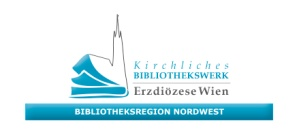 Kirchliches
BIBLIOTHEKSWERK
Erzdiözese Wien
BIBLIOTHEKSREGION NORDWEST